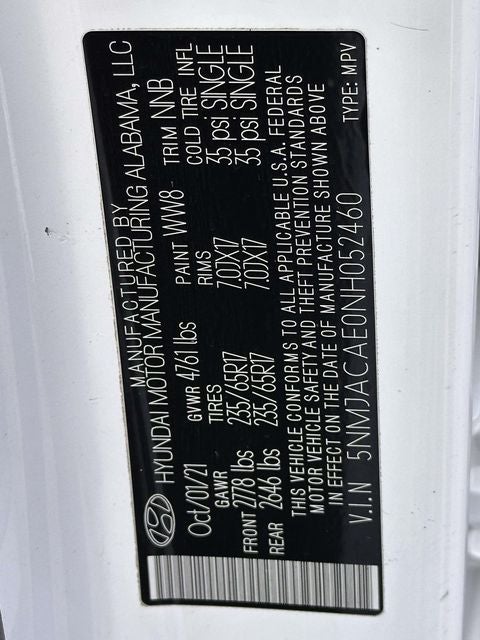 MANUFACTURED BY
HYUNDAI MOTOR MANUFACTURING ALABAMA, LLC
Oct/01/21 GVWR 4761 lbs PAINT WW8 TRIM NNB
GAWR TIRES RIMS COLD TIRE INFL
FRONT 2778 lbs 235/65R17 7.0JX17 35 psi: SINGLE
REAR 2646 lbs 235/65R17 7.0JX17 35 psi: SINGLE
THIS VEHICLE CONFORMS TO ALL APPLICABLE U.S.A. FEDERAL
MOTOR VEHICLE SAFETY AND THEFT PREVENTION STANDARDS
IN EFFECT ON THE DATE OF MANUFACTURE SHOWN ABOVE
V.I.N 5NMJACAE0NH052460 TYPE: MPV